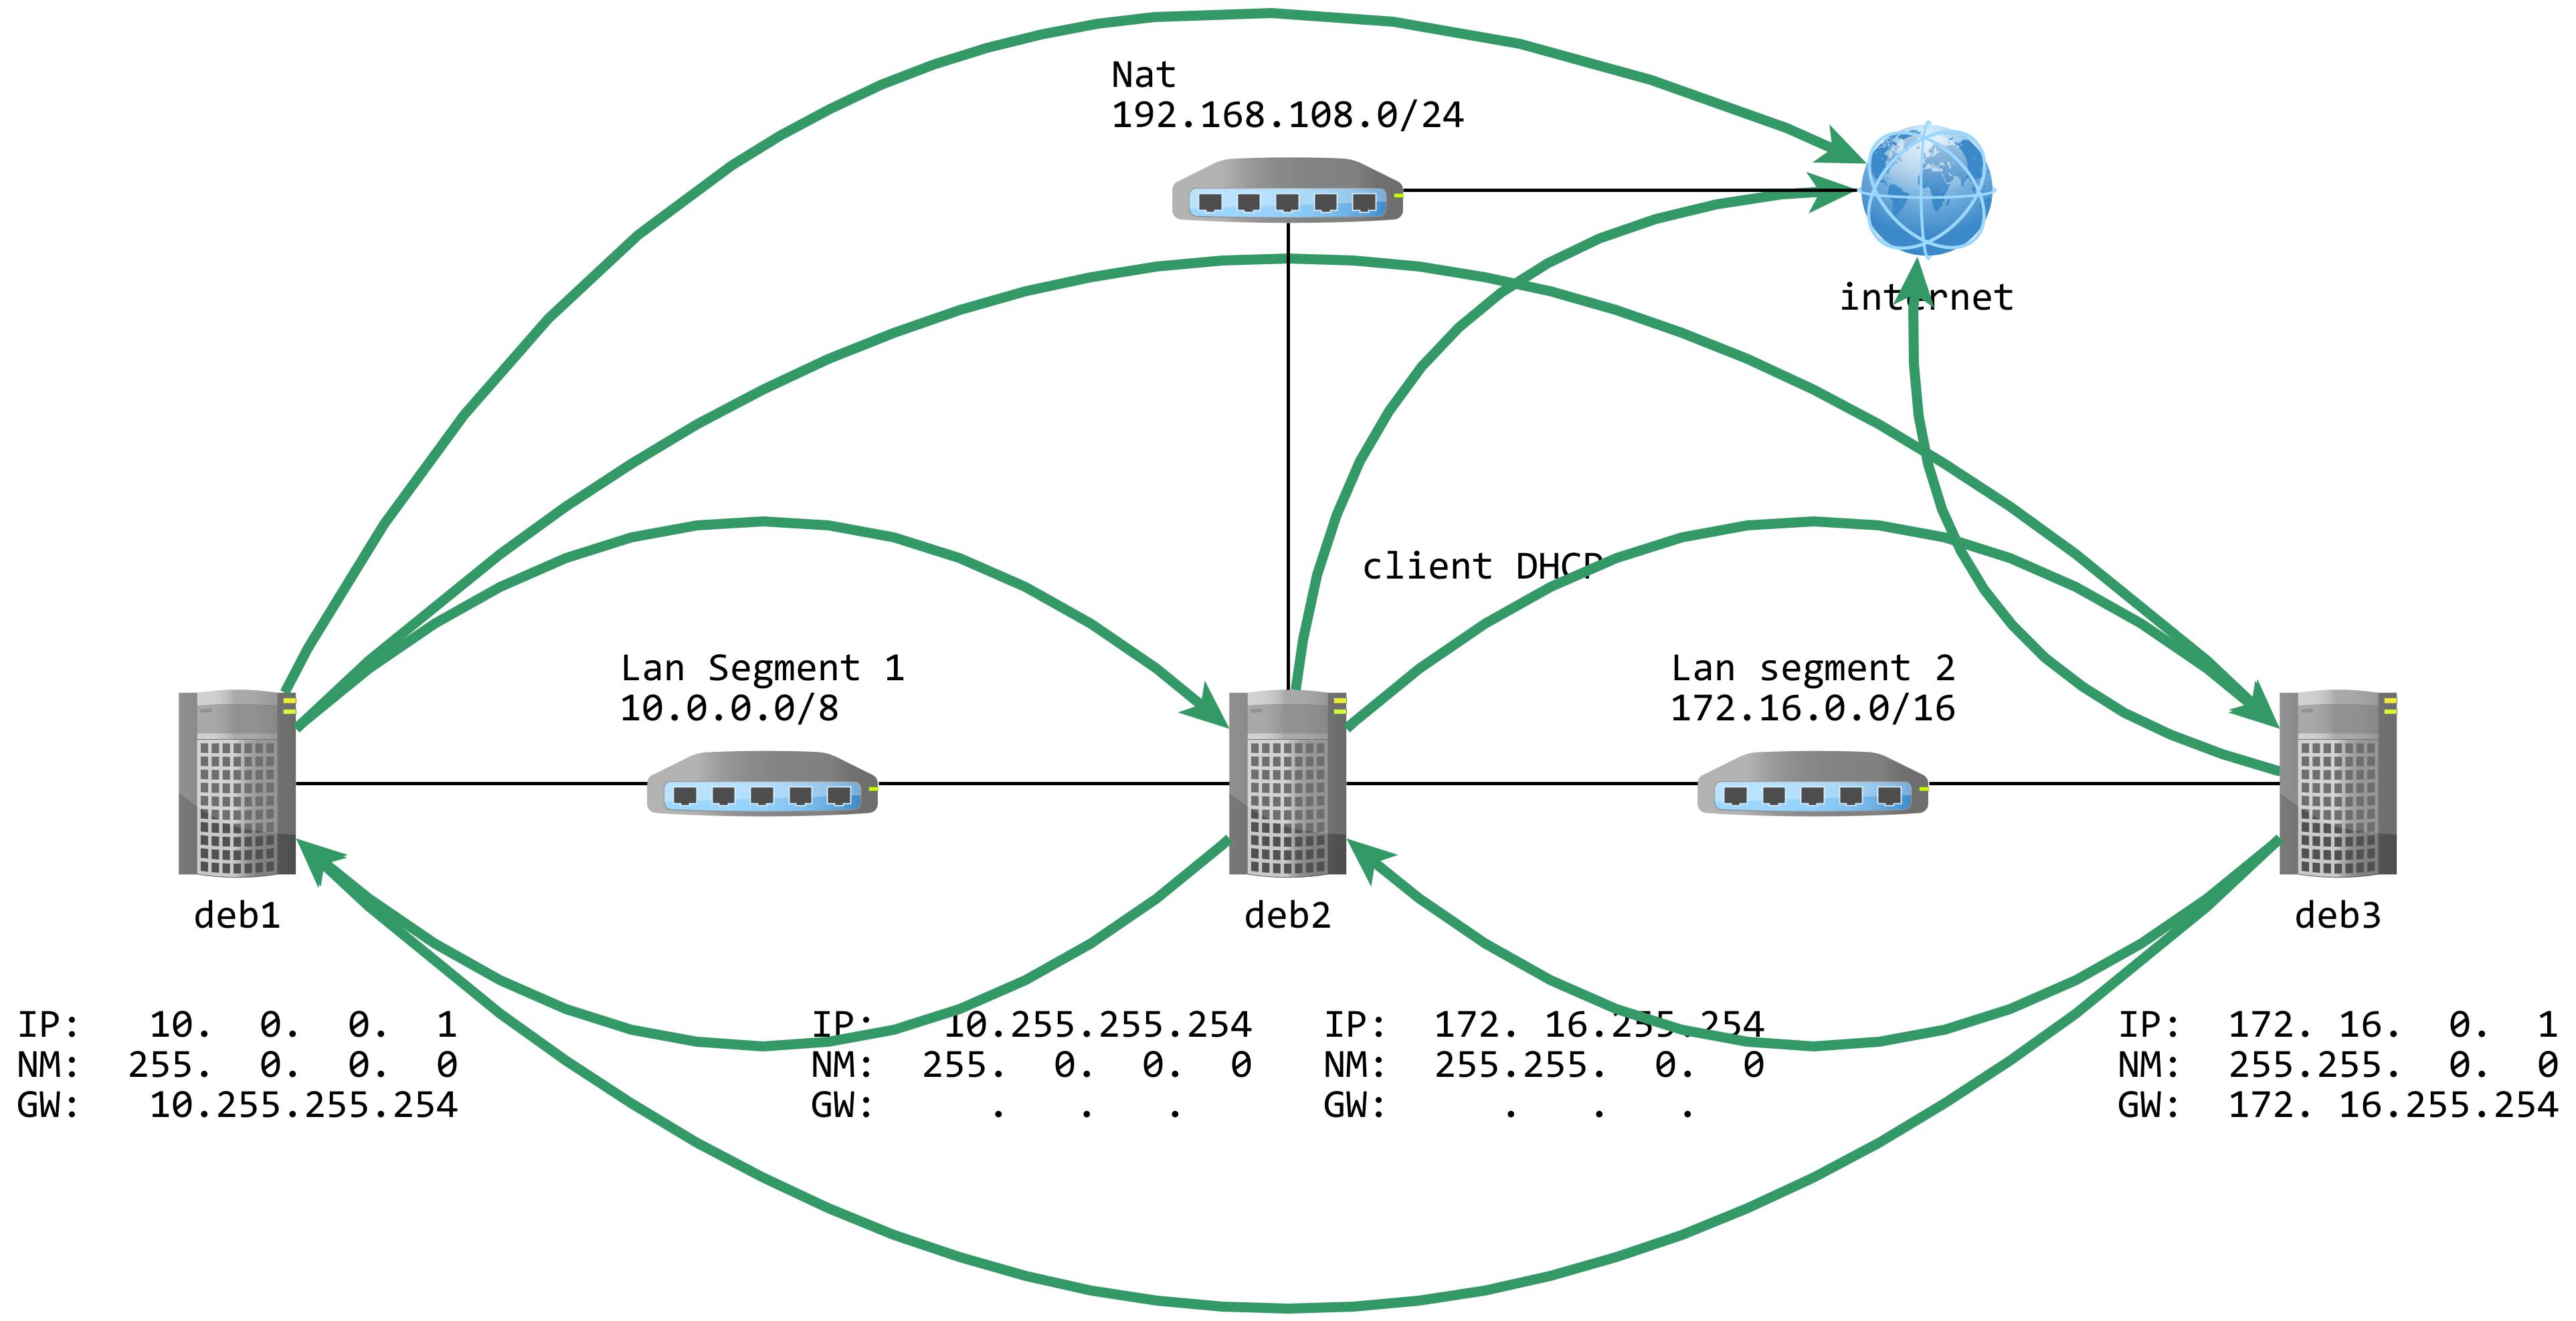 Nat
192.168.108.0/24
internet
client DHCP
Lan Segment 1
10.0.0.0/8
Lan segment 2
172.16.0.0/16
deb1
deb2
deb3
IP:   10.  0.  0.  1
NM:  255.  0.  0.  0
GW:   10.255.255.254
IP:   10.255.255.254
NM:  255.  0.  0.  0
GW:     .   .   .
IP:  172. 16.255.254
NM:  255.255.  0.  0
GW:     .   .   .
IP:  172. 16.  0.  1
NM:  255.255.  0.  0
GW:  172. 16.255.254